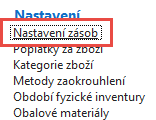 Nastavení
Nastavení zásob
Poplatky za zboží
Kategorie zboží
Metody zaokrouhlení
Období fyzické inventury
Obalové materiály